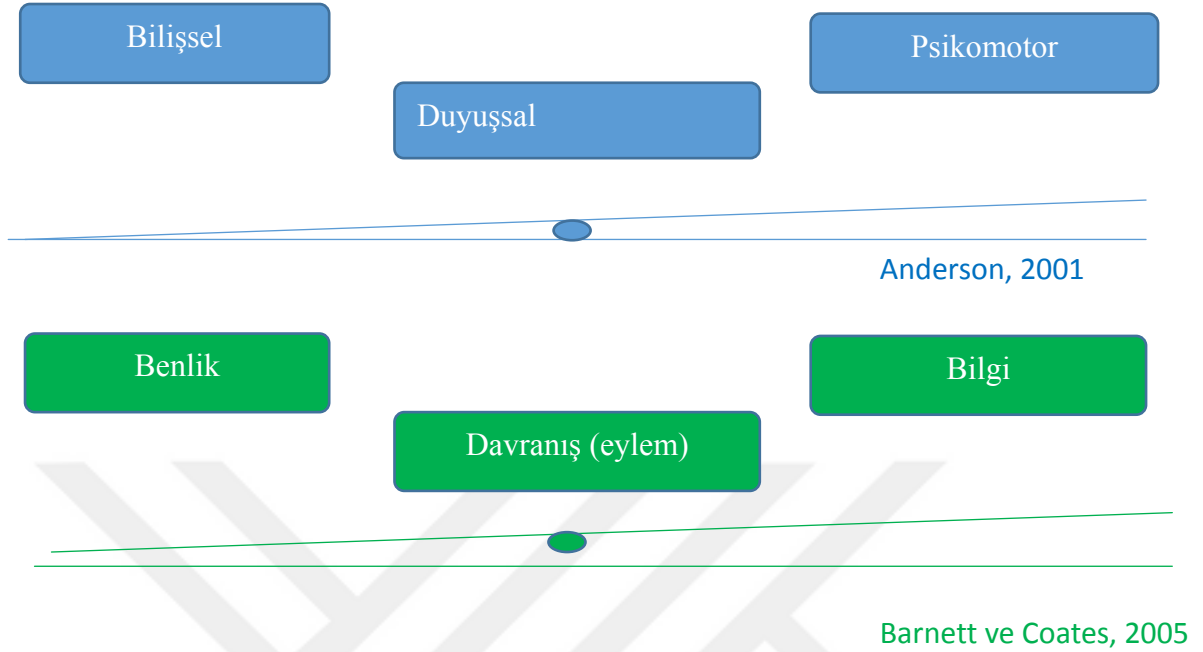 Bilişsel
Psikomotor
Duyuşsal
Anderson, 2001
Benlik
Bilgi
Davranış (eylem)
Barnett ve Coates, 2005